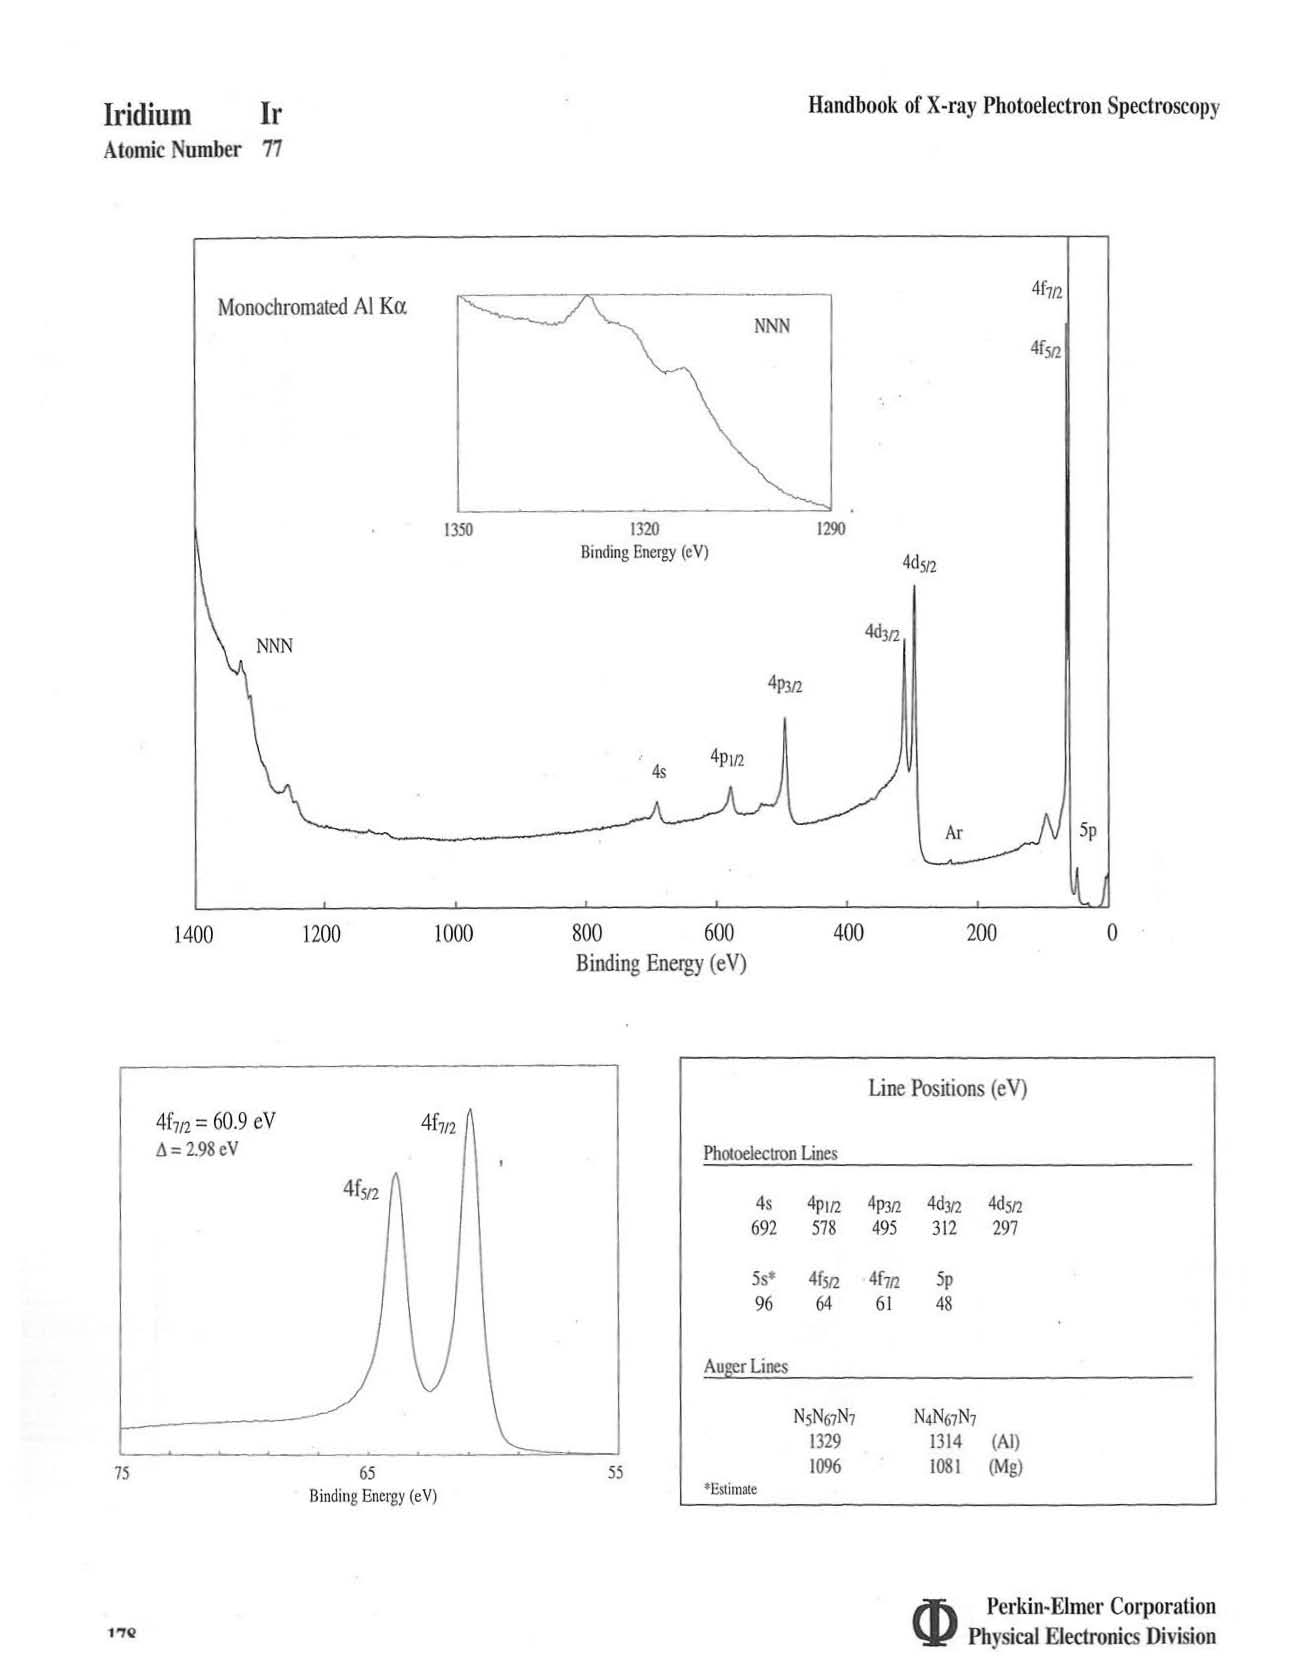 Iridium Ir
Atomic Number 77
Handbook of X-ray Photoelectron Spectroscopy
Monochromated Al Kα
NNN
1350 1320 1290
Binding Energy (eV)
4f7/2
4f5/2
4d5/2
4d3/2
NNN
4p3/2
4p1/2
4s
Ar
5p
1400 1200 1000 800 600 400 200 0
Binding Energy (eV)
4f7/2 = 60.9 eV
Δ = 2.98 eV
4f7/2
4f5/2
75 65 55
Binding Energy (eV)
Line Positions (eV)
Photoelectron Lines
4s 4p1/2 4p3/2 4d3/2 4d5/2
692 578 495 312 297
5s* 4f5/2 4f7/2 5p
96 64 61 48
Auger Lines
N5N67N7 N4N67N7
1329 1314 (Al)
1096 1081 (Mg)
*Estimate
178
Perkin-Elmer Corporation
Physical Electronics Division